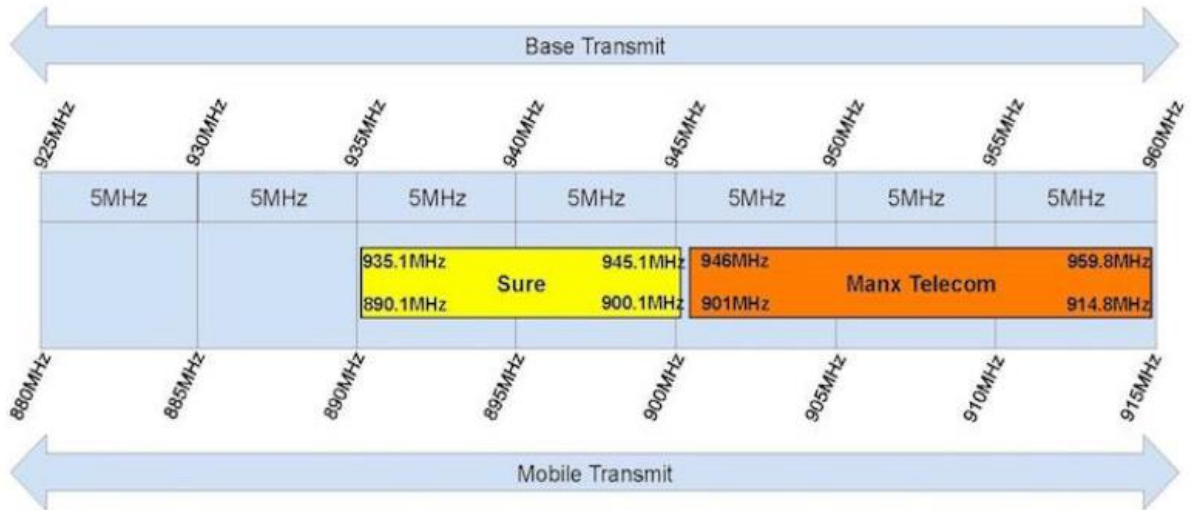 Base Transmit
925MHz 930MHz 935MHz 940MHz 945MHz 950MHz 955MHz 960MHz
5MHz 5MHz 5MHz 5MHz 5MHz 5MHz 5MHz
935.1MHz 945.1MHz 946MHz 959.8MHz
Sure Manx Telecom
890.1MHz 900.1MHz 901MHz 914.8MHz
880MHz 885MHz 890MHz 895MHz 900MHz 905MHz 910MHz 915MHz
Mobile Transmit